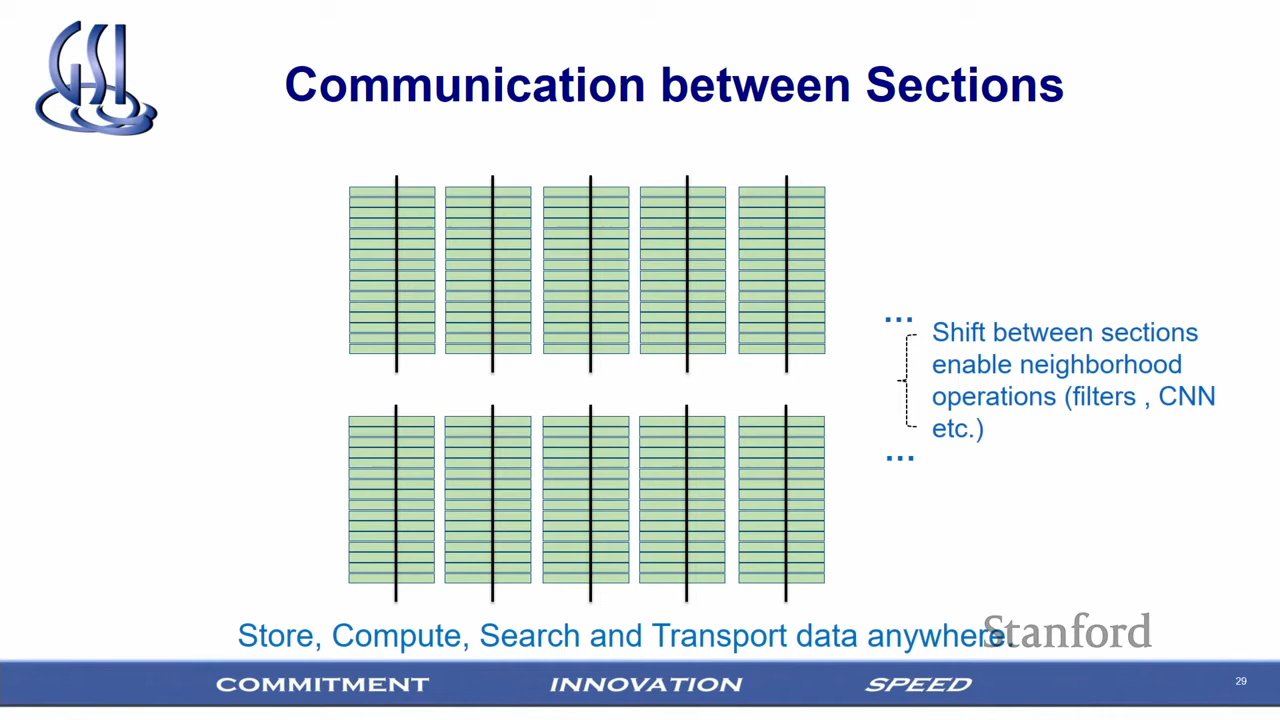 GSI
Communication between Sections
...
Shift between sections
enable neighborhood
operations (filters , CNN
etc.)
...
Store, Compute, Search and Transport data anywhere.
Stanford
COMMITMENT INNOVATION SPEED
29